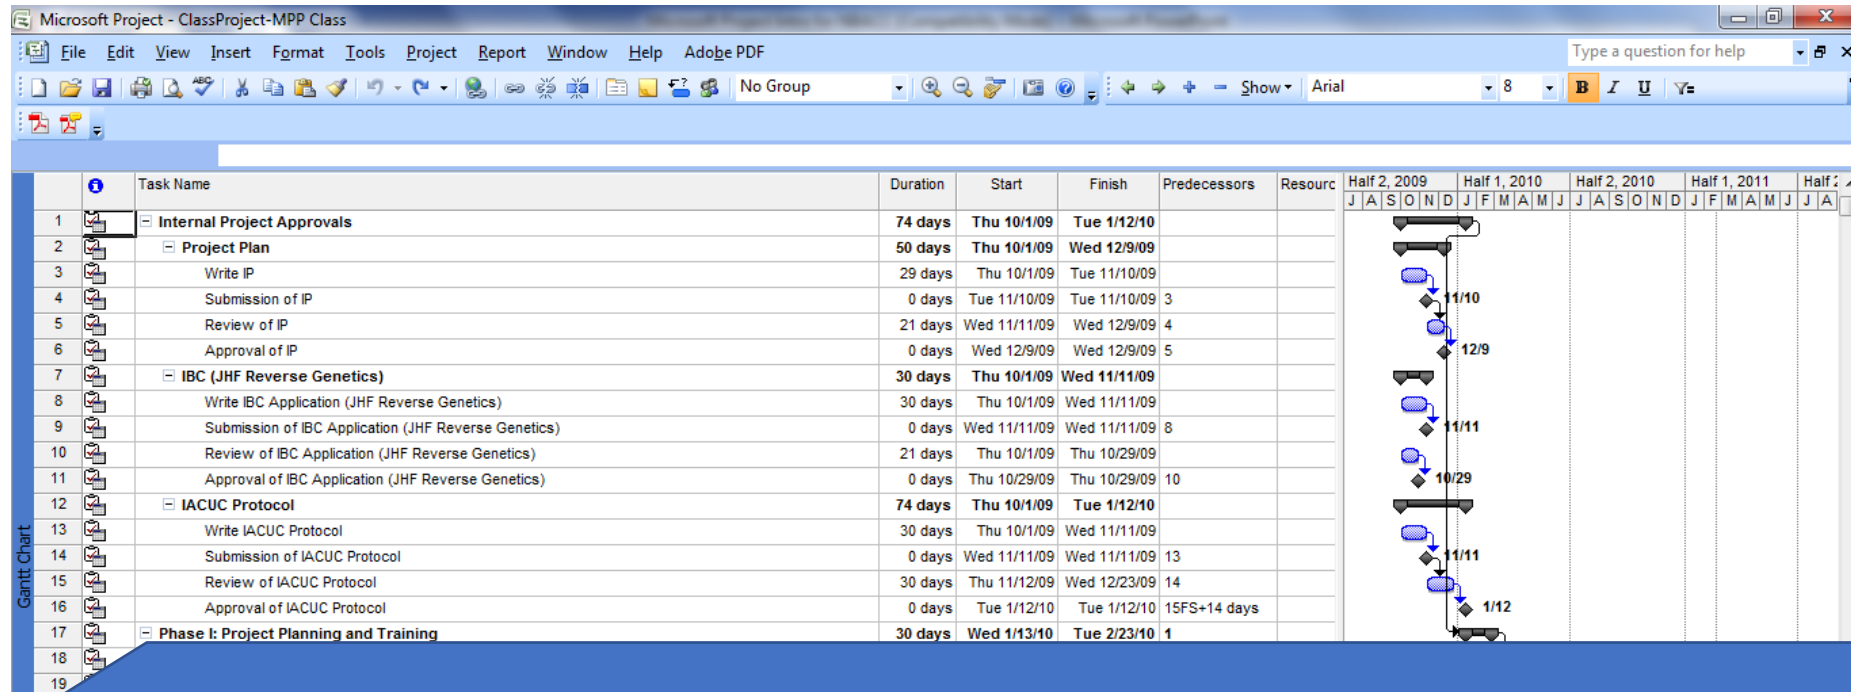 Microsoft Project - ClassProject-MPP Class
File Edit View Insert Format Tools Project Report Window Help Adobe PDF Type a question for help
No Group Show Arial 8 B I U
Task Name Duration Start Finish Predecessors Resourc Half 2, 2009 Half 1, 2010 Half 2, 2010 Half 1, 2011 Half
J A S O N D J F M A M J J A S O N D J F M A M J J A
1 Internal Project Approvals 74 days Thu 10/1/09 Tue 1/12/10
2 Project Plan 50 days Thu 10/1/09 Wed 12/9/09
3 Write IP 29 days Thu 10/1/09 Tue 11/10/09
4 Submission of IP 0 days Tue 11/10/09 Tue 11/10/09 3 11/10
5 Review of IP 21 days Wed 11/11/09 Wed 12/9/09 4
6 Approval of IP 0 days Wed 12/9/09 Wed 12/9/09 5 12/9
7 IBC (JHF Reverse Genetics) 30 days Thu 10/1/09 Wed 11/11/09
8 Write IBC Application (JHF Reverse Genetics) 30 days Thu 10/1/09 Wed 11/11/09
9 Submission of IBC Application (JHF Reverse Genetics) 0 days Wed 11/11/09 Wed 11/11/09 8 11/11
10 Review of IBC Application (JHF Reverse Genetics) 21 days Thu 10/1/09 Thu 10/29/09
11 Approval of IBC Application (JHF Reverse Genetics) 0 days Thu 10/29/09 Thu 10/29/09 10 10/29
12 IACUC Protocol 74 days Thu 10/1/09 Tue 1/12/10
13 Write IACUC Protocol 30 days Thu 10/1/09 Wed 11/11/09
14 Submission of IACUC Protocol 0 days Wed 11/11/09 Wed 11/11/09 13 11/11
15 Review of IACUC Protocol 30 days Thu 11/12/09 Wed 12/23/09 14
16 Approval of IACUC Protocol 0 days Tue 1/12/10 Tue 1/12/10 15FS+14 days 1/12
17 Phase I: Project Planning and Training 30 days Wed 1/13/10 Tue 2/23/10 1
18
19
Gantt Chart